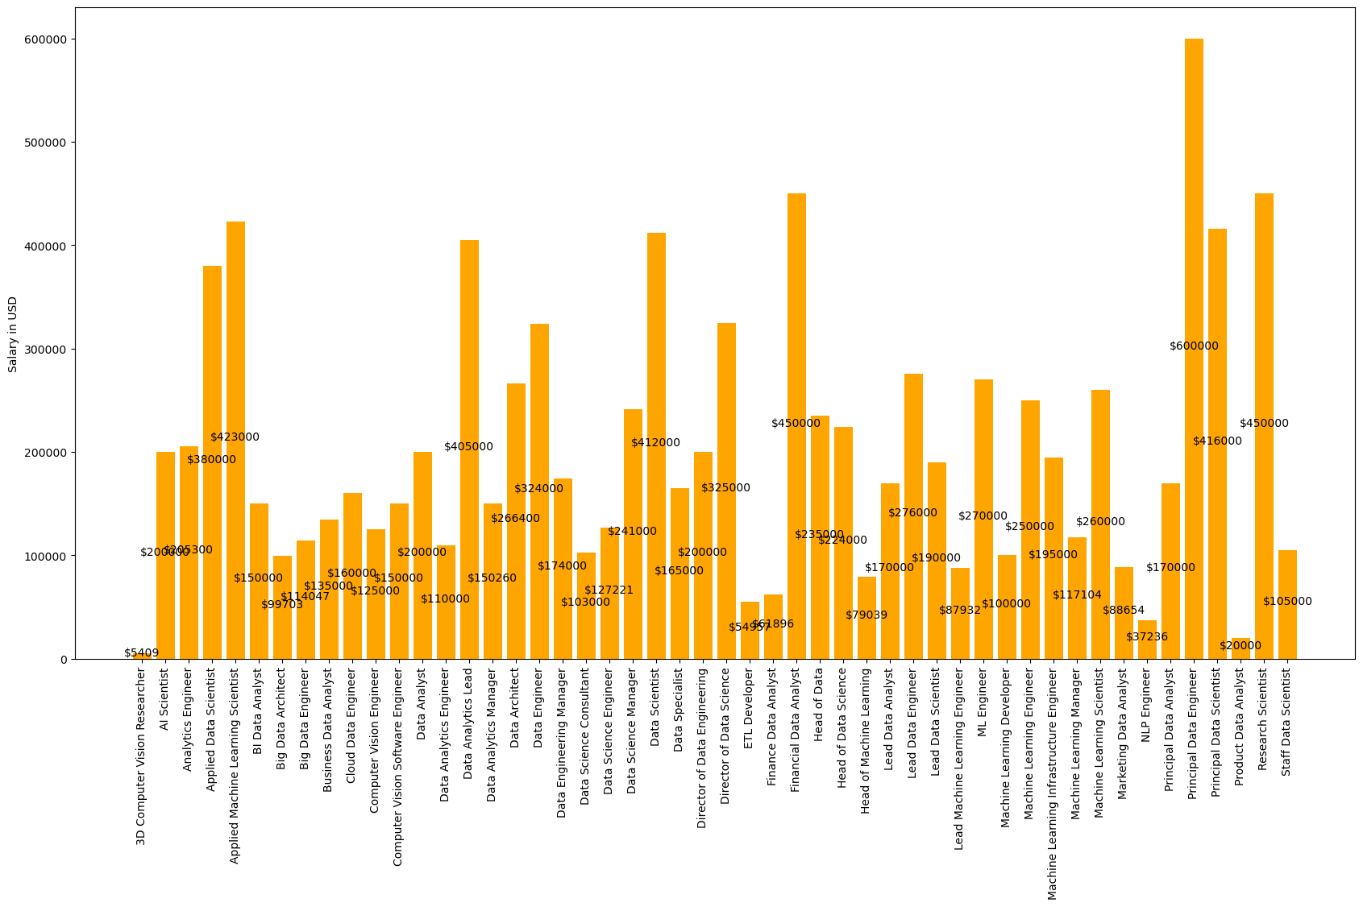 600000
500000
400000
300000
200000
100000
0
Salary in USD
$5409
$200000
$205300
$380000
$423000
$150000
$99703
$114047
$135000
$160000
$125000
$150000
$200000
$110000
$405000
$150260
$266400
$324000
$174000
$103000
$127221
$241000
$412000
$165000
$200000
$325000
$54957
$61896
$450000
$235000
$224000
$79039
$170000
$276000
$190000
$87932
$270000
$100000
$250000
$195000
$117104
$260000
$88654
$37236
$170000
$600000
$416000
$20000
$450000
$105000
3D Computer Vision Researcher
AI Scientist
Analytics Engineer
Applied Data Scientist
Applied Machine Learning Scientist
BI Data Analyst
Big Data Architect
Big Data Engineer
Business Data Analyst
Cloud Data Engineer
Computer Vision Engineer
Computer Vision Software Engineer
Data Analyst
Data Analytics Engineer
Data Analytics Lead
Data Analytics Manager
Data Architect
Data Engineer
Data Engineering Manager
Data Science Consultant
Data Science Engineer
Data Science Manager
Data Scientist
Data Specialist
Director of Data Engineering
Director of Data Science
ETL Developer
Finance Data Analyst
Financial Data Analyst
Head of Data
Head of Data Science
Head of Machine Learning
Lead Data Analyst
Lead Data Engineer
Lead Data Scientist
Lead Machine Learning Engineer
ML Engineer
Machine Learning Developer
Machine Learning Engineer
Machine Learning Infrastructure Engineer
Machine Learning Manager
Machine Learning Scientist
Marketing Data Analyst
NLP Engineer
Principal Data Analyst
Principal Data Engineer
Principal Data Scientist
Product Data Analyst
Research Scientist
Staff Data Scientist